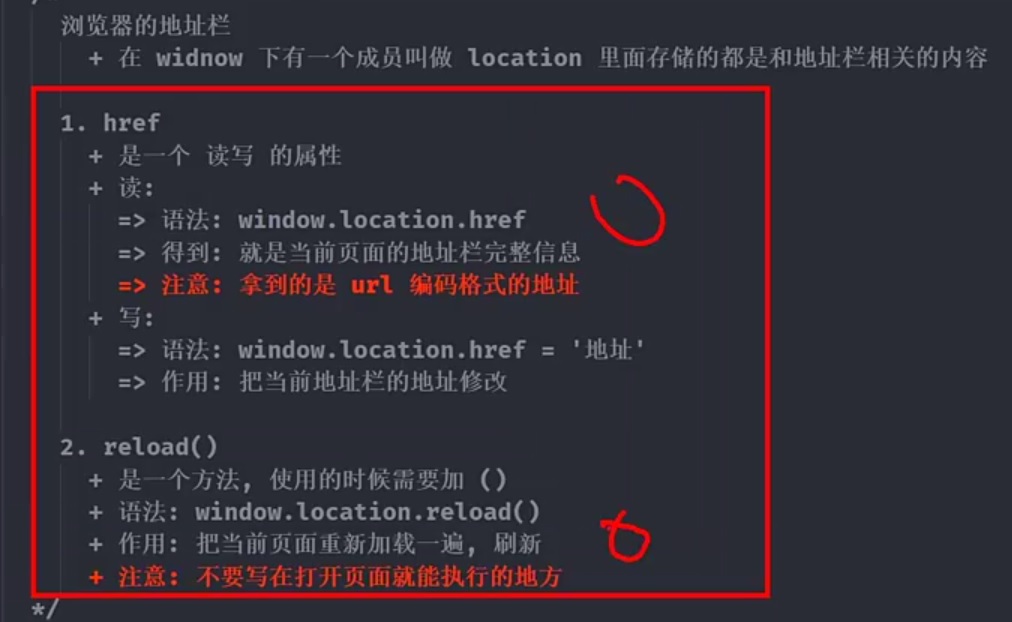 浏览器的地址栏
+ 在 widnow 下有一个成员叫做 location 里面存储的都是和地址栏相关的内容
1. href
+ 是一个 读写 的属性
+ 读:
=> 语法: window.location.href
=> 得到: 就是当前页面的地址栏完整信息
=> 注意: 拿到的是 url 编码格式的地址
+ 写:
=> 语法: window.location.href = '地址'
=> 作用: 把当前地址栏的地址修改
2. reload()
+ 是一个方法, 使用的时候需要加 ()
+ 语法: window.location.reload()
+ 作用: 把当前页面重新加载一遍, 刷新
+ 注意: 不要写在打开页面就能执行的地方
*/